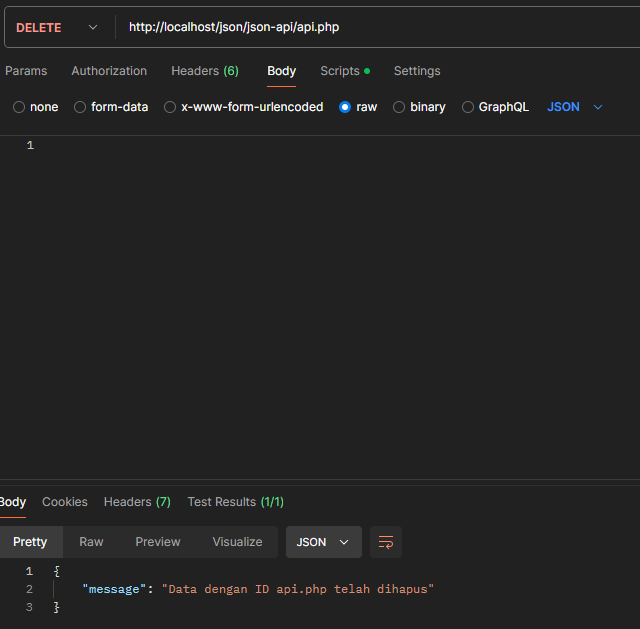 DELETE http://localhost/json/json-api/api.php
Params Authorization Headers (6) Body Scripts Settings
none form-data x-www-form-urlencoded raw binary GraphQL JSON
1
Body Cookies Headers (7) Test Results (1/1)
Pretty Raw Preview Visualize JSON
1 {
2 "message": "Data dengan ID api.php telah dihapus"
3 }